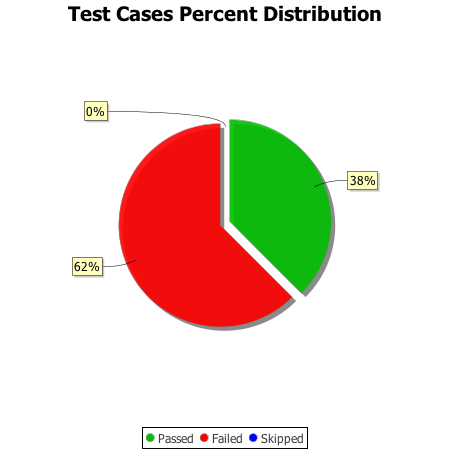 Test Cases Percent Distribution
0%
38%
62%
Passed Failed Skipped